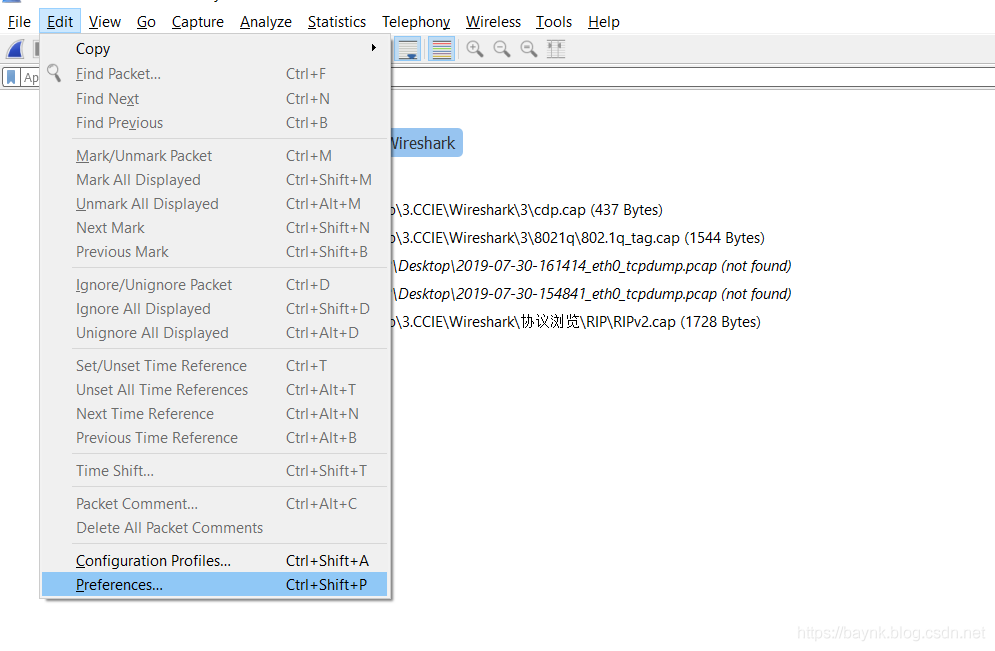 File Edit View Go Capture Analyze Statistics Telephony Wireless Tools Help
Copy
Ap
Find Packet... Ctrl+F
Find Next Ctrl+N
Find Previous Ctrl+B
Wireshark
Mark/Unmark Packet Ctrl+M
Mark All Displayed Ctrl+Shift+M
Unmark All Displayed Ctrl+Alt+M
Next Mark Ctrl+Shift+N
Previous Mark Ctrl+Shift+B
Ignore/Unignore Packet Ctrl+D
Ignore All Displayed Ctrl+Shift+D
Unignore All Displayed Ctrl+Alt+D
Set/Unset Time Reference Ctrl+T
Unset All Time References Ctrl+Alt+T
Next Time Reference Ctrl+Alt+N
Previous Time Reference Ctrl+Alt+B
Time Shift... Ctrl+Shift+T
Packet Comment... Ctrl+Alt+C
Delete All Packet Comments
Configuration Profiles... Ctrl+Shift+A
Preferences... Ctrl+Shift+P
p\3.CCIE\Wireshark\3\cdp.cap (437 Bytes)
p\3.CCIE\Wireshark\3\8021q\802.1q_tag.cap (1544 Bytes)
\Desktop\2019-07-30-161414_eth0_tcpdump.pcap (not found)
\Desktop\2019-07-30-154841_eth0_tcpdump.pcap (not found)
p\3.CCIE\Wireshark\协议浏览\RIP\RIPv2.cap (1728 Bytes)
https://baynk.blog.csdn.net